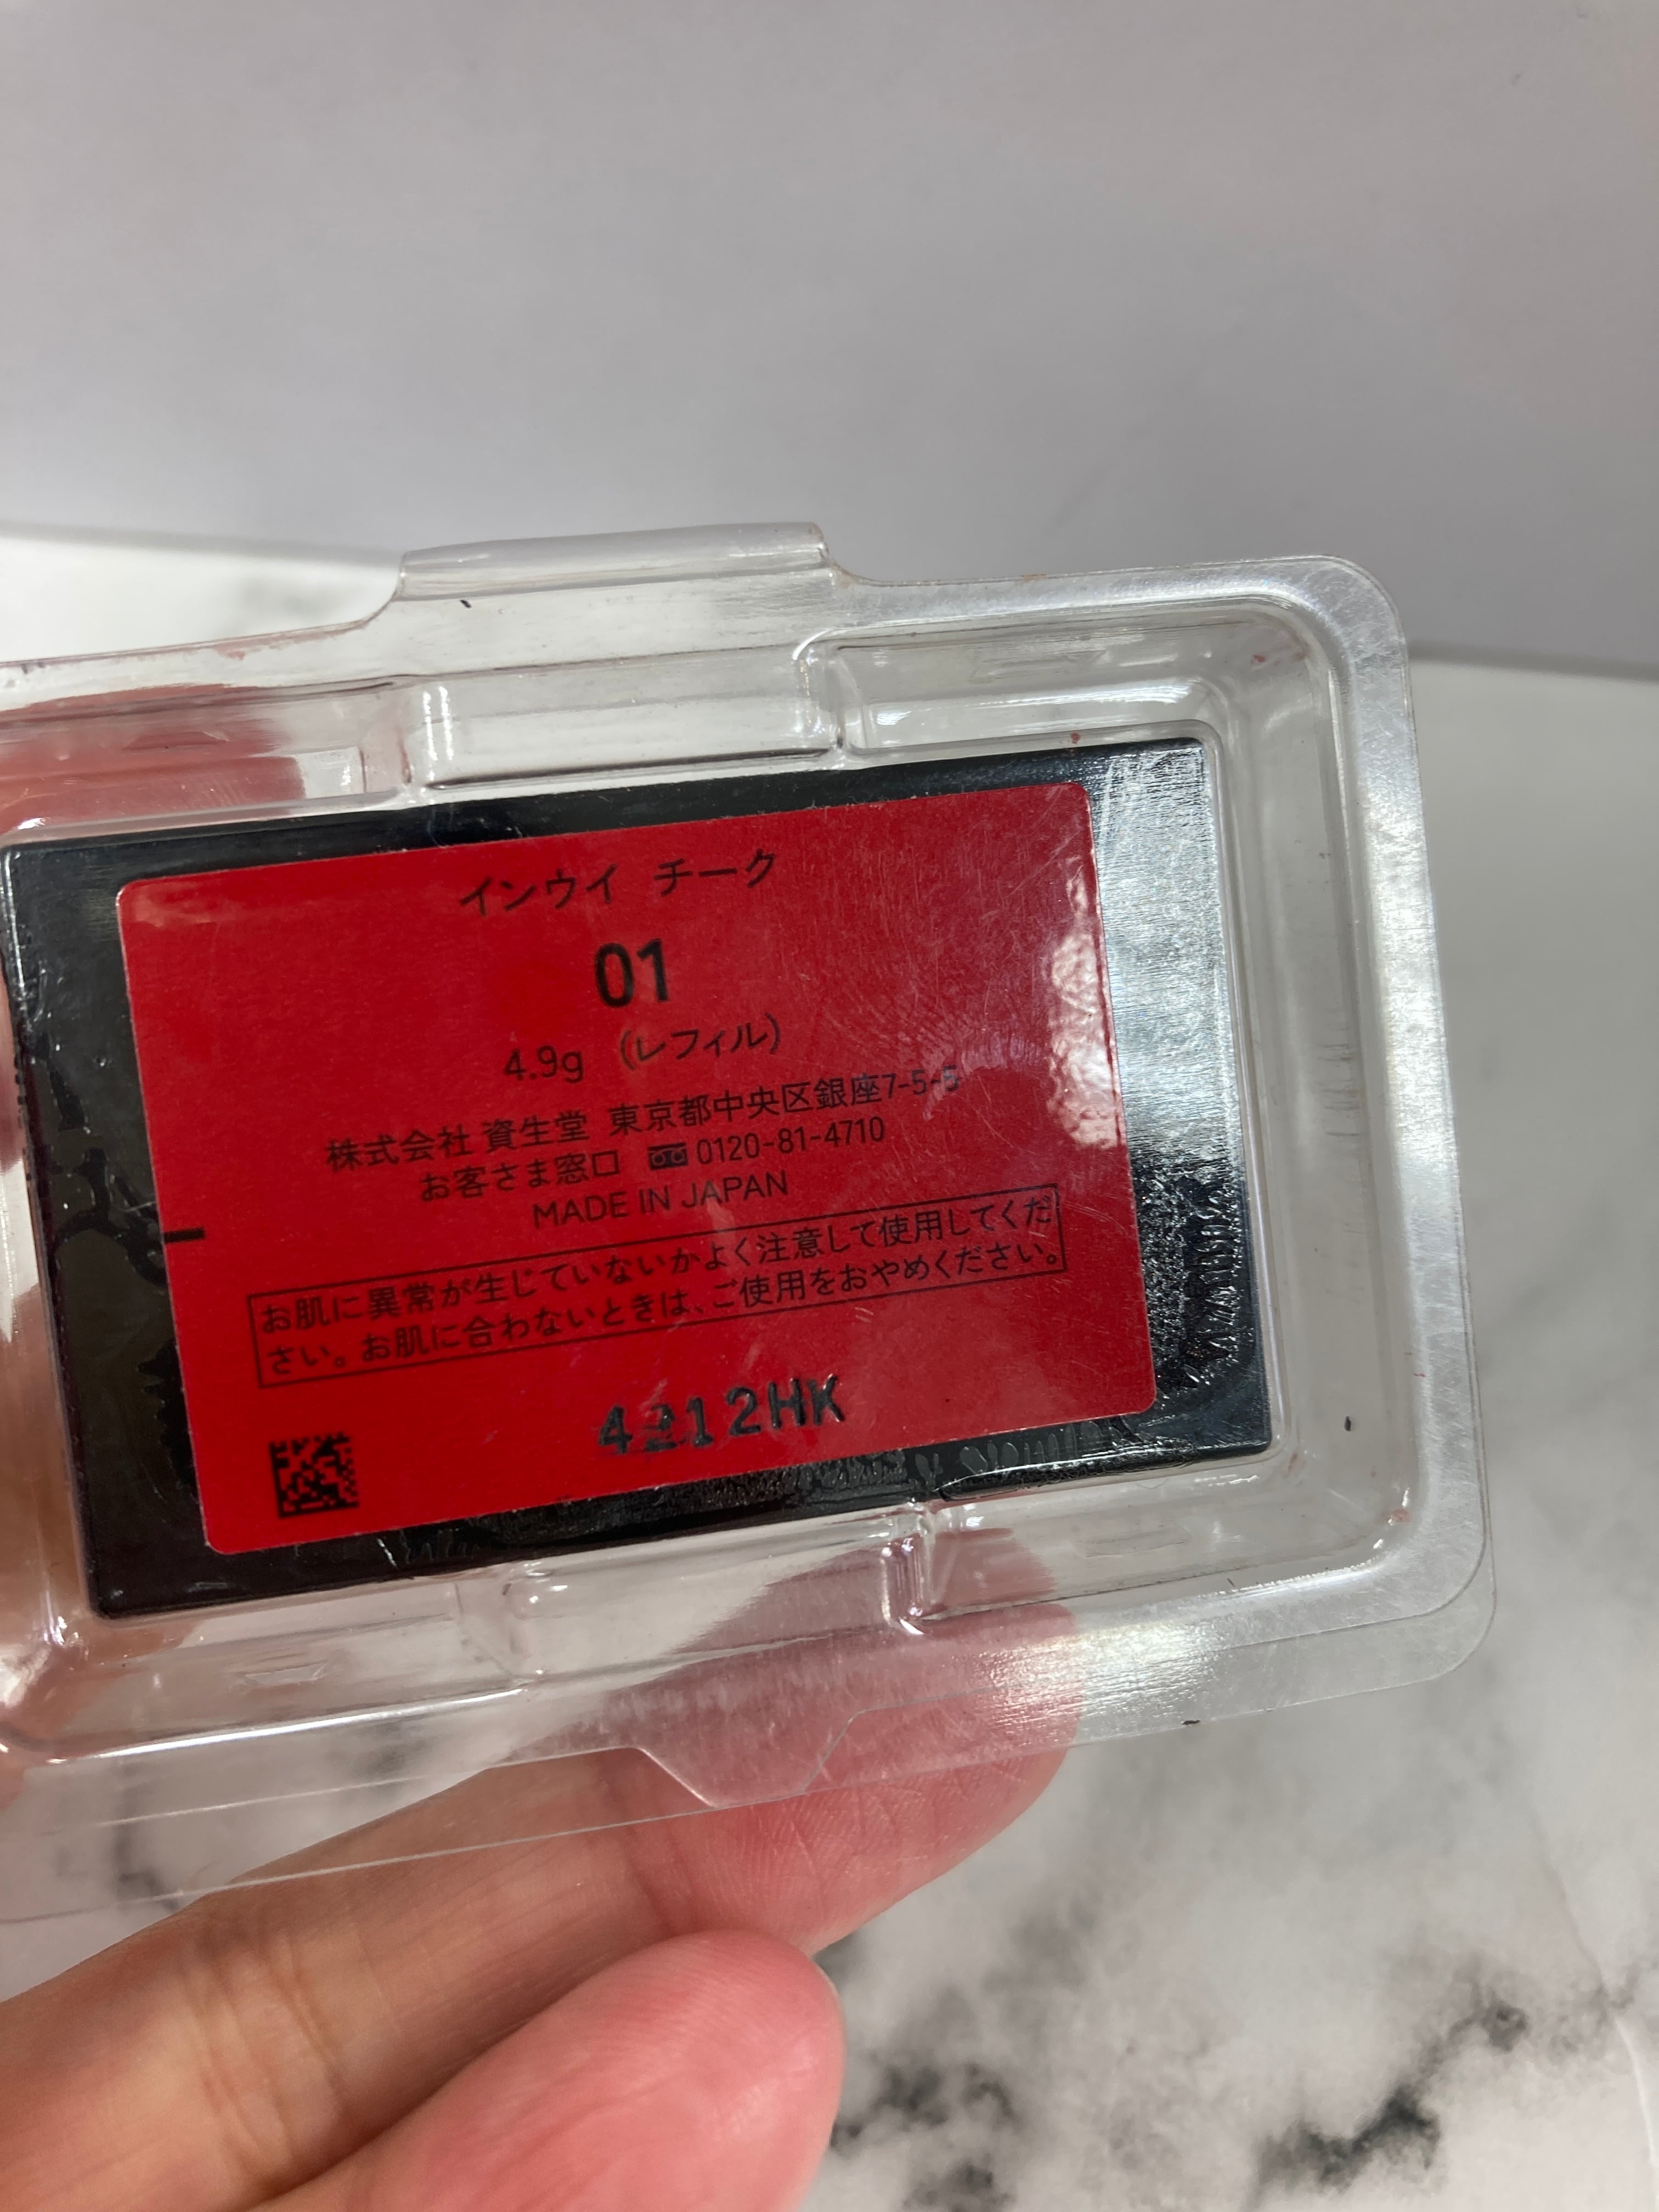 インウイ チーク
01
4.9g （レフィル）
株式会社 資生堂 東京都中央区銀座7-5-5
お客さま窓口 0120-81-4710
MADE IN JAPAN
お肌に異常が生じていないかよく注意して使用してくだ
さい。お肌に合わないときは、ご使用をおやめください。
4212HK